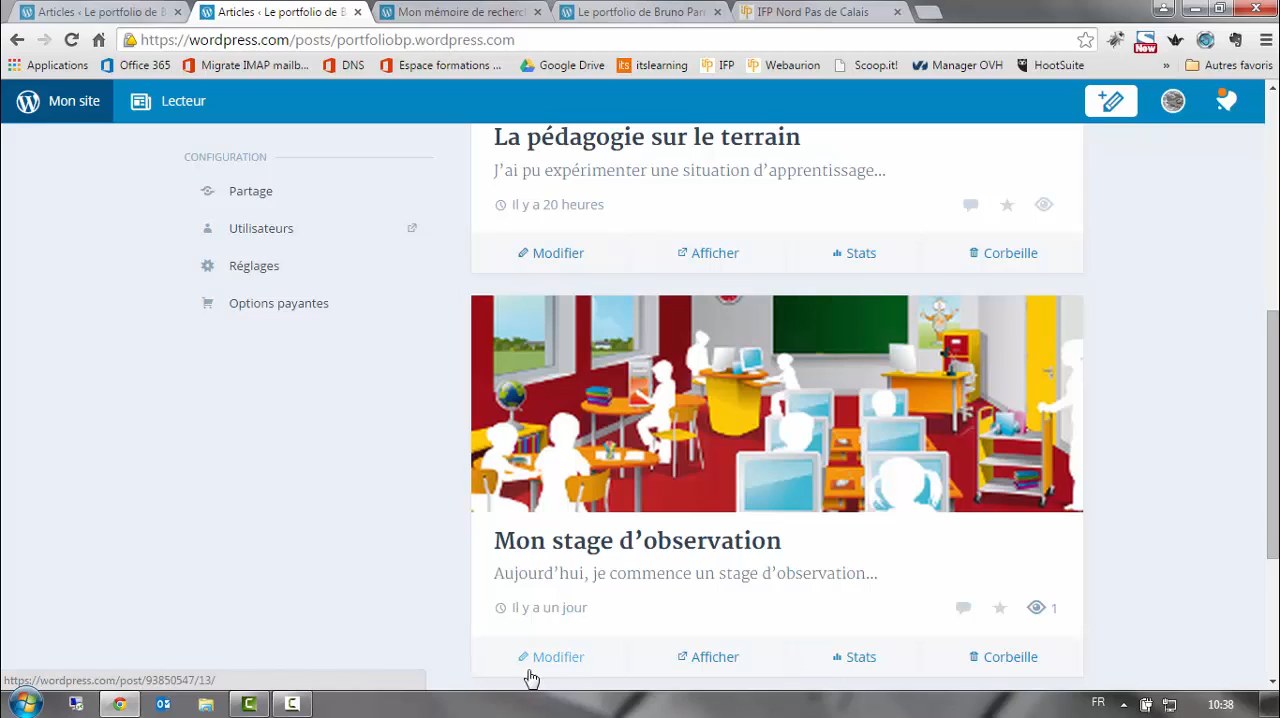 Articles ‹ Le portfolio de B
Articles ‹ Le portfolio de B
Mon mémoire de recherc
Le portfolio de Bruno Par
IFP Nord Pas de Calais
https://wordpress.com/posts/portfoliobp.wordpress.com
New
Applications
Office 365
Migrate IMAP mailb...
DNS
Espace formations ...
Google Drive
its
itslearning
IFP
Webaurion
Scoop.it!
Manager OVH
HootSuite
»
Autres favoris
Mon site
Lecteur
CONFIGURATION
Partage
Utilisateurs
Réglages
Options payantes
La pédagogie sur le terrain
J'ai pu expérimenter une situation d'apprentissage...
Il y a 20 heures
Modifier
Afficher
Stats
Corbeille
Mon stage d'observation
Aujourd'hui, je commence un stage d'observation...
Il y a un jour
1
Modifier
Afficher
Stats
Corbeille
https://wordpress.com/post/93850547/13/
FR
10:38